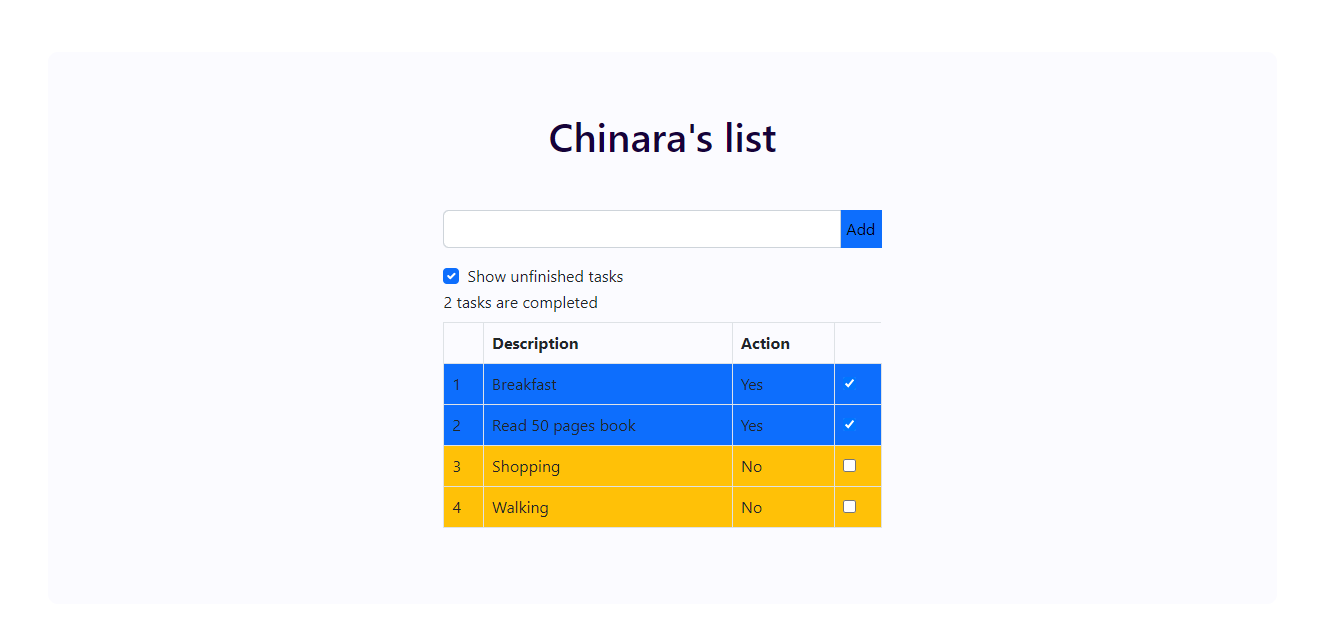 Chinara's list
Add
Show unfinished tasks
2 tasks are completed
Description Action
1 Breakfast Yes
2 Read 50 pages book Yes
3 Shopping No
4 Walking No